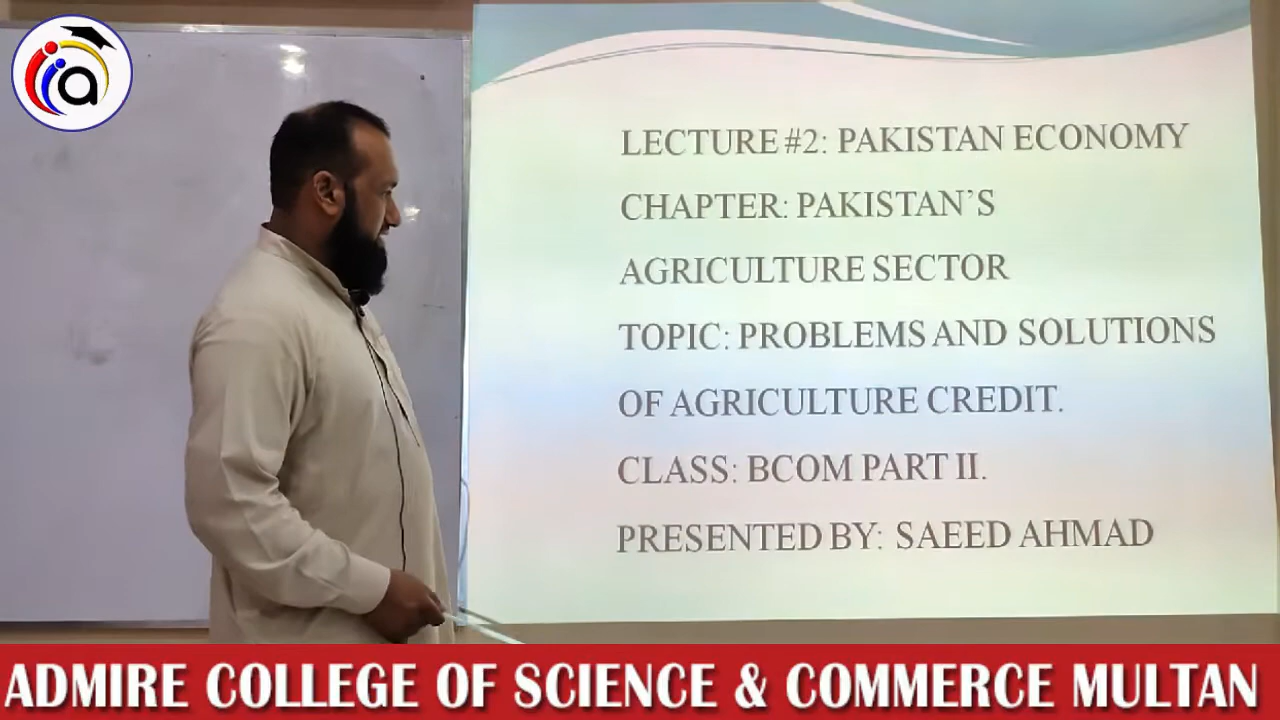 a
LECTURE #2: PAKISTAN ECONOMY
CHAPTER: PAKISTAN'S
AGRICULTURE SECTOR
TOPIC: PROBLEMS AND SOLUTIONS
OF AGRICULTURE CREDIT.
CLASS: BCOM PART II.
PRESENTED BY: SAEED AHMAD
ADMIRE COLLEGE OF SCIENCE & COMMERCE MULTAN